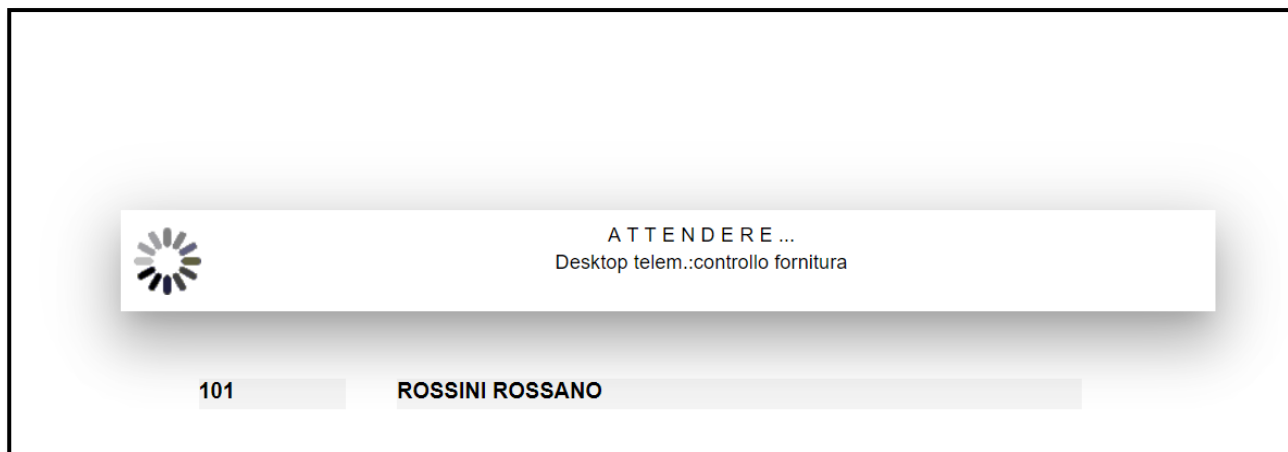 A T T E N D E R E ...
Desktop telem.:controllo fornitura
101 ROSSINI ROSSANO